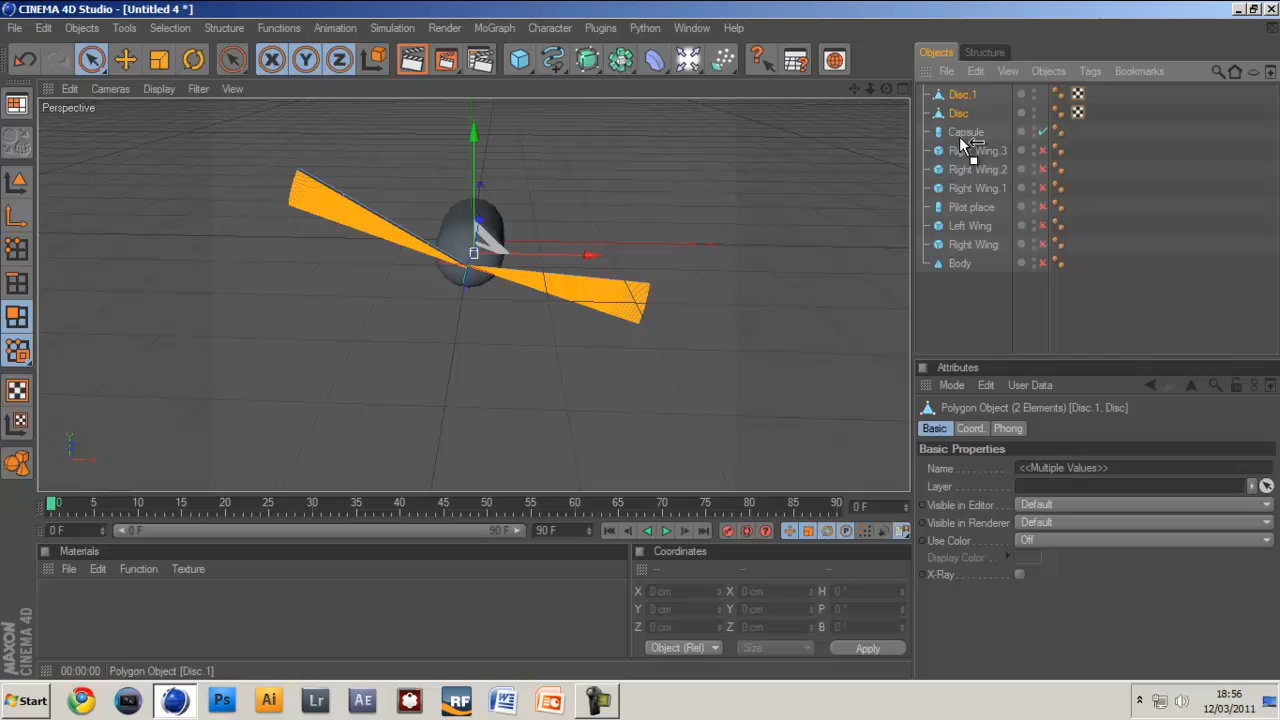 CINEMA 4D Studio - [Untitled 4 *]
File Edit Objects Tools Selection Structure Functions Animation Simulation Render MoGraph Character Plugins Python Window Help
X Y Z
Edit Cameras Display Filter View
Perspective
Y
0 5 10 15 20 25 30 35 40 45 50 55 60 65 70 75 80 85 90 0 F
0 F 0 F 90 F 90 F
Materials
File Edit Function Texture
Coordinates
-- -- --
X 0 cm X 0 cm H 0 °
Y 0 cm Y 0 cm P 0 °
Z 0 cm Z 0 cm B 0 °
Object (Rel) Size Apply
00:00:00 Polygon Object [Disc.1]
MAXON
CINEMA 4D
Objects Structure
File Edit View Objects Tags Bookmarks
Disc.1
Disc
Capsule
Right Wing.3
Right Wing.2
Right Wing.1
Pilot place
Left Wing
Right Wing
Body
Attributes
Mode Edit User Data
Polygon Object (2 Elements) [Disc.1, Disc]
Basic Coord. Phong
Basic Properties
Name <<Multiple Values>>
Layer
Visible in Editor Default
Visible in Renderer Default
Use Color Off
Display Color
X-Ray
Start Ps Ai Lr AE RF W P
18:56
12/03/2011